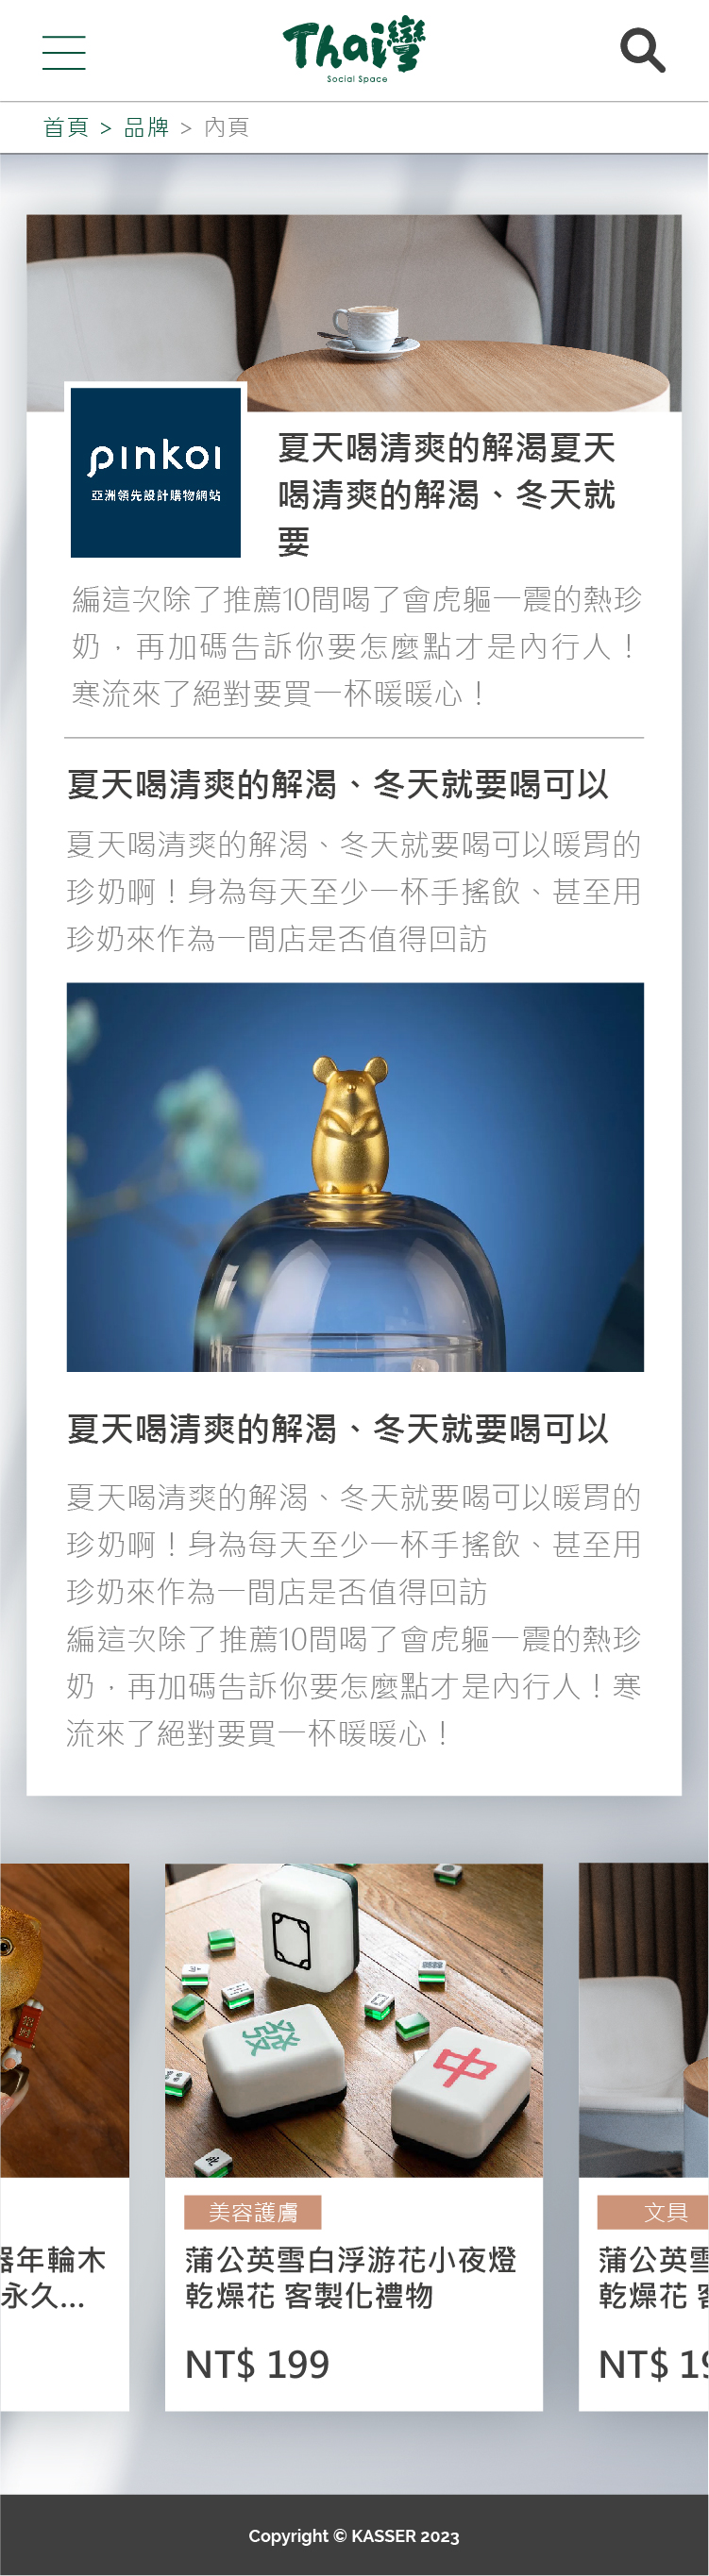 Thai灣
Social Space
首頁 > 品牌 > 內頁
pinkoi
亞洲領先設計購物網站
夏天喝清爽的解渴夏天
喝清爽的解渴、冬天就
要
編這次除了推薦10間喝了會虎軀一震的熱珍
奶，再加碼告訴你要怎麼點才是內行人！
寒流來了絕對要買一杯暖暖心！
夏天喝清爽的解渴、冬天就要喝可以
夏天喝清爽的解渴、冬天就要喝可以暖胃的
珍奶啊！身為每天至少一杯手搖飲、甚至用
珍奶來作為一間店是否值得回訪
夏天喝清爽的解渴、冬天就要喝可以
夏天喝清爽的解渴、冬天就要喝可以暖胃的
珍奶啊！身為每天至少一杯手搖飲、甚至用
珍奶來作為一間店是否值得回訪
編這次除了推薦10間喝了會虎軀一震的熱珍
奶，再加碼告訴你要怎麼點才是內行人！寒
流來了絕對要買一杯暖暖心！
器年輪木
永久...
發
中
美容護膚
蒲公英雪白浮游花小夜燈
乾燥花 客製化禮物
NT$ 199
文具
蒲公英雪
乾燥花 客
NT$ 19
Copyright © KASSER 2023